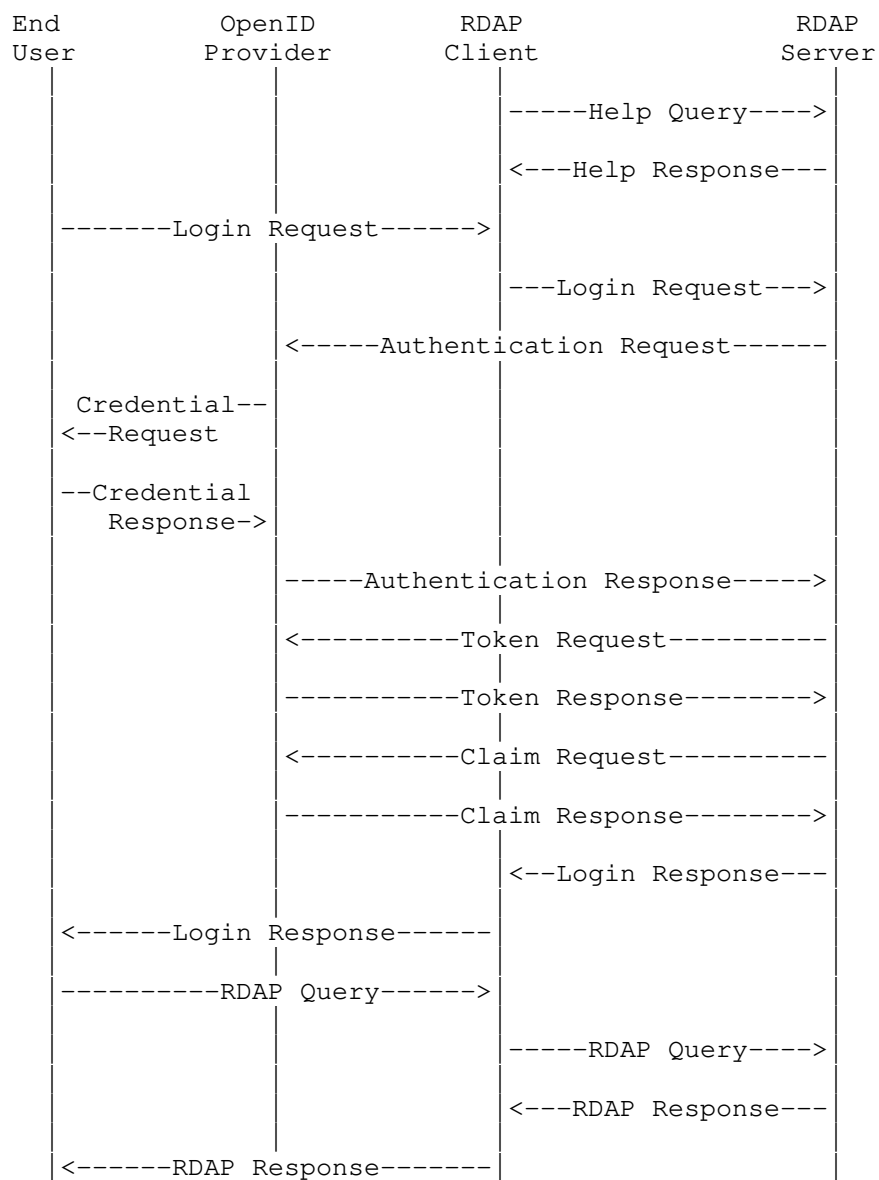 End OpenID RDAP RDAP
User Provider Client Server
-----Help Query---->
<---Help Response---
-------Login Request------>
---Login Request--->
<-----Authentication Request------
Credential--
<--Request
--Credential
Response->
-----Authentication Response----->
<----------Token Request----------
-----------Token Response-------->
<----------Claim Request----------
-----------Claim Response-------->
<--Login Response---
<------Login Response------
----------RDAP Query------>
-----RDAP Query---->
<---RDAP Response---
<------RDAP Response-------